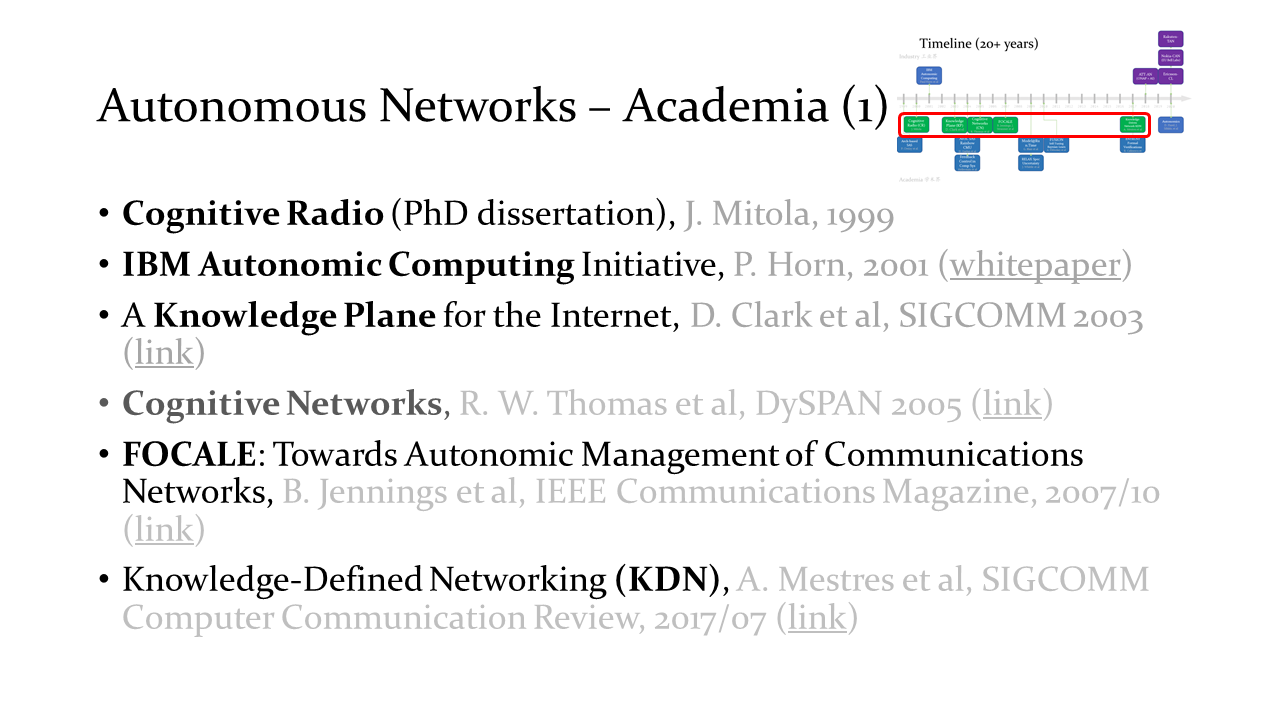 Timeline (20+ years)
Autonomous Networks – Academia (1)
• Cognitive Radio (PhD dissertation), J. Mitola, 1999
• IBM Autonomic Computing Initiative, P. Horn, 2001 (whitepaper)
• A Knowledge Plane for the Internet, D. Clark et al, SIGCOMM 2003
(link)
• Cognitive Networks, R. W. Thomas et al, DySPAN 2005 (link)
• FOCALE: Towards Autonomic Management of Communications
Networks, B. Jennings et al, IEEE Communications Magazine, 2007/10
(link)
• Knowledge-Defined Networking (KDN), A. Mestres et al, SIGCOMM
Computer Communication Review, 2017/07 (link)